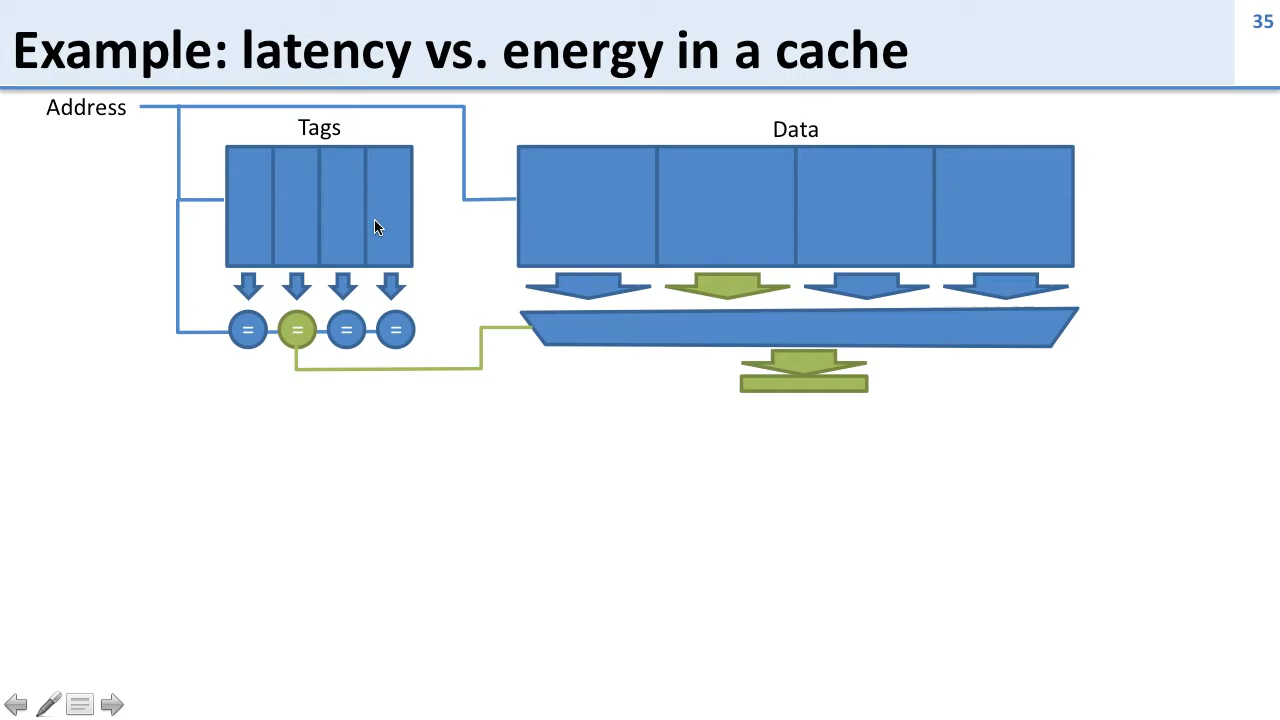 Example: latency vs. energy in a cache
35
Address
Tags
Data
= = = =